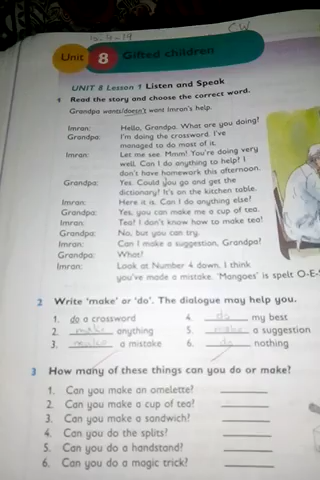 15-4-19
CW
Unit 8 Gifted children
UNIT 8 Lesson 1 Listen and Speak
1 Read the story and choose the correct word.
Grandpa wants/doesn't want Imran's help.
Imran: Hello, Grandpa. What are you doing?
Grandpa: I'm doing the crossword. I've
managed to do most of it.
Imran: Let me see. Mmm! You're doing very
well. Can I do anything to help? I
don't have homework this afternoon.
Grandpa: Yes. Could you go and get the
dictionary? It's on the kitchen table.
Imran: Here it is. Can I do anything else?
Grandpa: Yes, you can make me a cup of tea.
Imran: Tea? I don't know how to make tea!
Grandpa: No, but you can try.
Imran: Can I make a suggestion, Grandpa?
Grandpa: What?
Imran: Look at Number 4 down. I think
you've made a mistake. 'Mangoes' is spelt O-E-S
2 Write 'make' or 'do'. The dialogue may help you.
1. do a crossword 4. do my best
2. make anything 5. make a suggestion
3. make a mistake 6. do nothing
3 How many of these things can you do or make?
1. Can you make an omelette?
2. Can you make a cup of tea?
3. Can you make a sandwich?
4. Can you do the splits?
5. Can you do a handstand?
6. Can you do a magic trick?